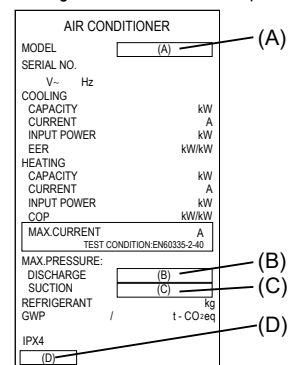 AIR CONDITIONER
MODEL (A) (A)
SERIAL NO.
V~ Hz
COOLING
CAPACITY kW
CURRENT A
INPUT POWER kW
EER kW/kW
HEATING
CAPACITY kW
CURRENT A
INPUT POWER kW
COP kW/kW
MAX.CURRENT A
TEST CONDITION:EN60335-2-40
MAX.PRESSURE:
DISCHARGE (B) (B)
SUCTION (C) (C)
REFRIGERANT kg
GWP / t - CO2eq
IPX4 (D)
(D)